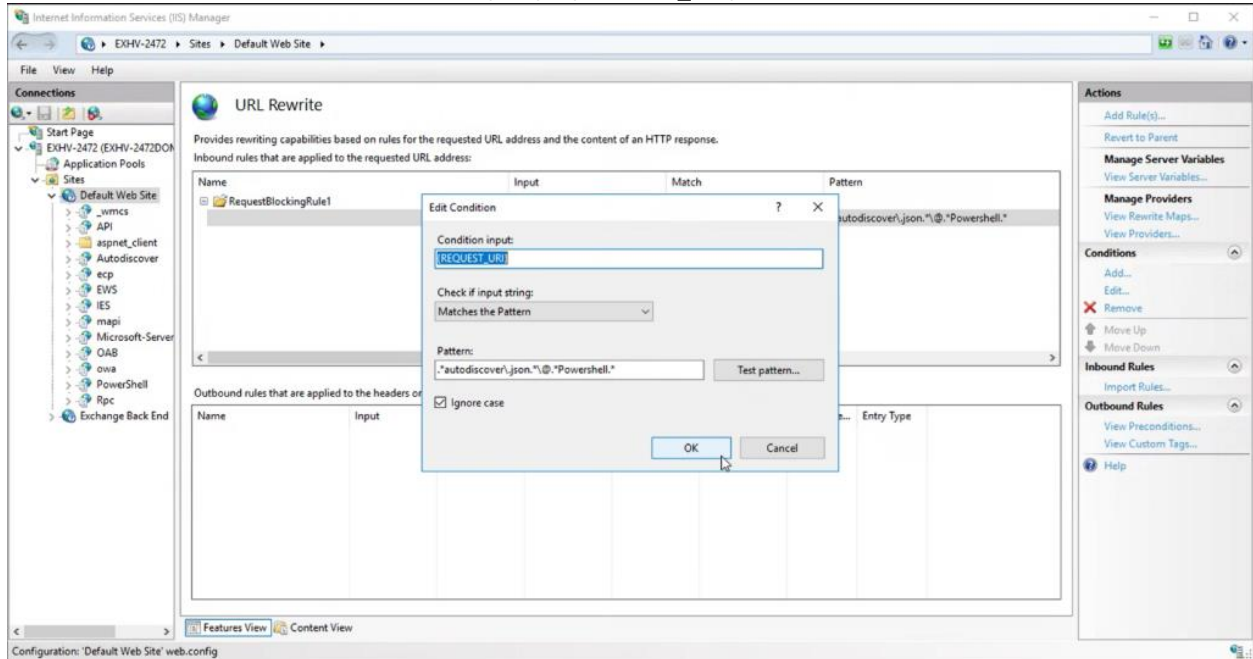 Internet Information Services (IIS) Manager
EXHV-2472 Sites Default Web Site
File View Help
Connections
Start Page
EXHV-2472 (EXHV-2472DON
Application Pools
Sites
Default Web Site
_wmcs
API
aspnet_client
Autodiscover
ecp
EWS
IES
mapi
Microsoft-Server
OAB
owa
PowerShell
Rpc
Exchange Back End
URL Rewrite
Provides rewriting capabilities based on rules for the requested URL address and the content of an HTTP response.
Inbound rules that are applied to the requested URL address:
Name Input Match Pattern
RequestBlockingRule1
utodiscover\.json.*\@.*Powershell.*
Outbound rules that are applied to the headers or
Name Input Entry Type
Edit Condition ? X
Condition input:
{REQUEST_URI}
Check if input string:
Matches the Pattern
Pattern:
.*autodiscover\.json.*\@.*Powershell.* Test pattern...
Ignore case
OK Cancel
Features View Content View
Actions
Add Rule(s)...
Revert to Parent
Manage Server Variables
View Server Variables...
Manage Providers
View Rewrite Maps...
View Providers...
Conditions
Add...
Edit...
Remove
Move Up
Move Down
Inbound Rules
Import Rules...
Outbound Rules
View Preconditions...
View Custom Tags...
Help
Configuration: 'Default Web Site' web.config